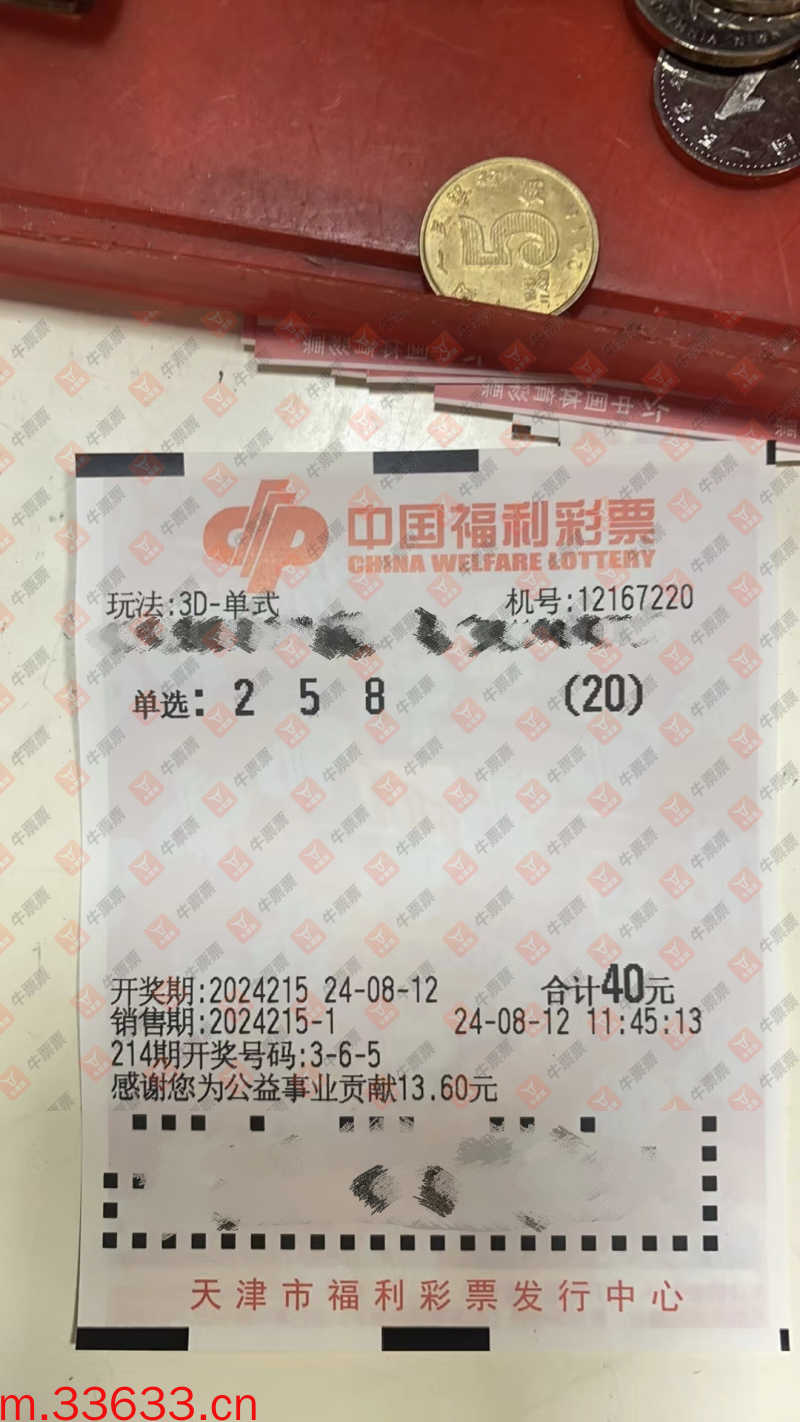 中国福利彩票
CHINA WELFARE LOTTERY
玩法:3D-单式 机号:12167220
单选: 2 5 8 (20)
开奖期:2024215 24-08-12 合计40元
销售期:2024215-1 24-08-12 11:45:13
214期开奖号码:3-6-5
感谢您为公益事业贡献13.60元
天津市福利彩票发行中心
牛票票
m.33633.cn